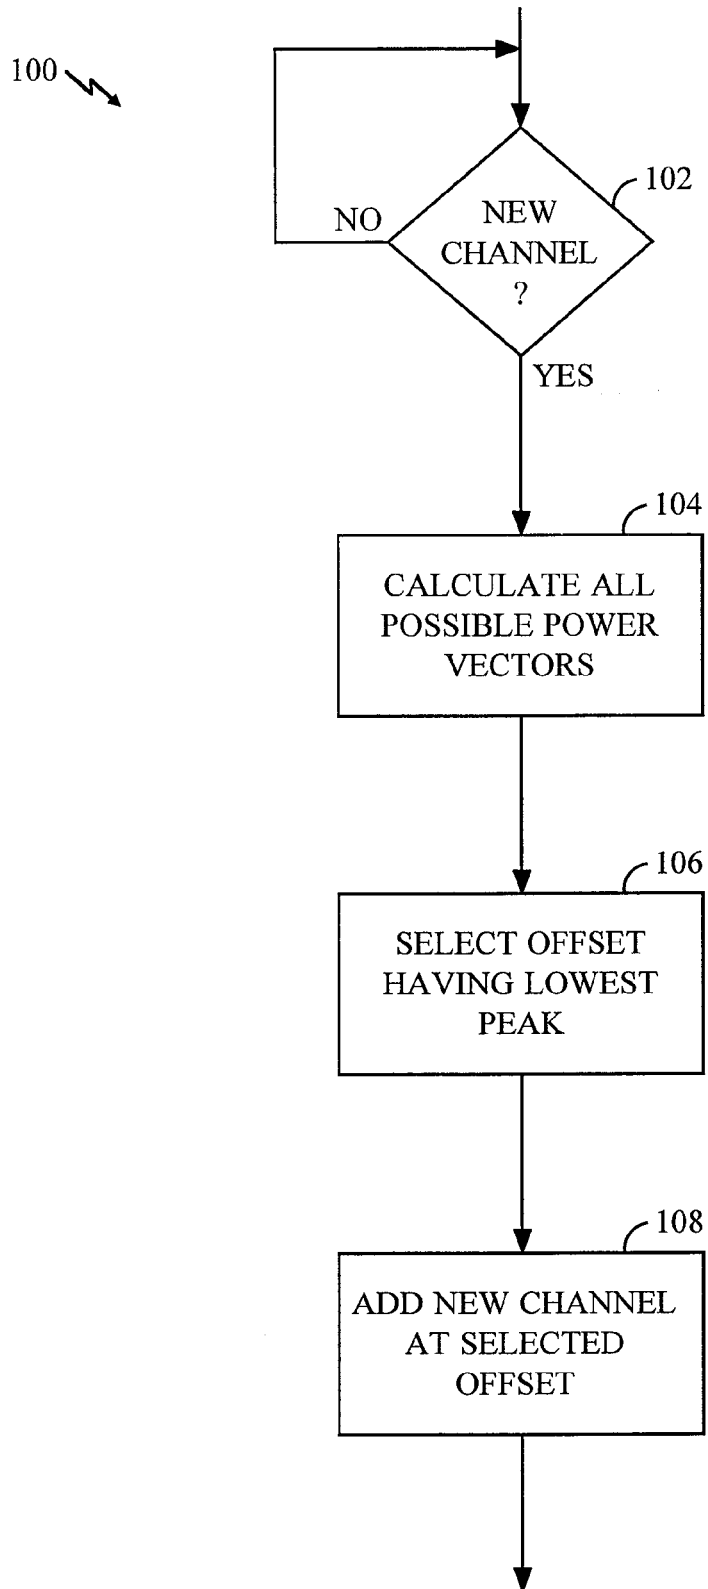 100
102
NEW
CHANNEL
?
NO
YES
104
CALCULATE ALL
POSSIBLE POWER
VECTORS
106
SELECT OFFSET
HAVING LOWEST
PEAK
108
ADD NEW CHANNEL
AT SELECTED
OFFSET